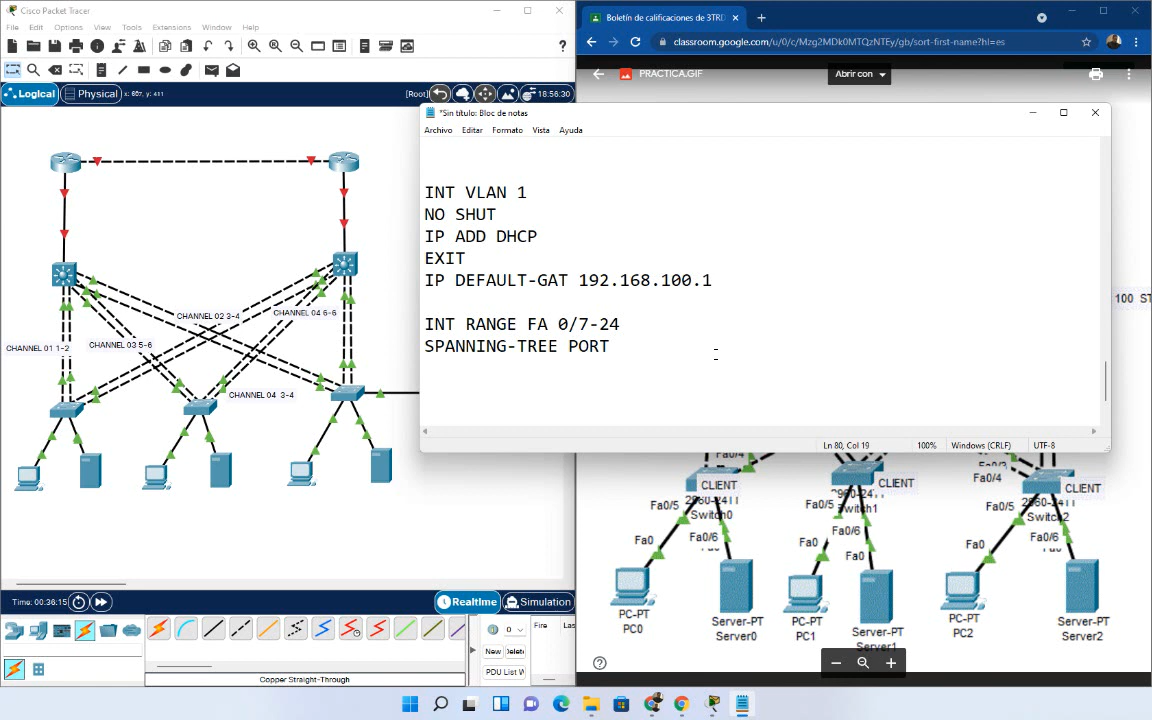 Cisco Packet Tracer
File Edit Options View Tools Extensions Window Help
?
Logical
Physical
x: 607, y: 411
[Root]
18:56:30
CHANNEL 02 3-4
CHANNEL 04 6-6
CHANNEL 01 1-2
CHANNEL 03 5-6
CHANNEL 04 3-4
Time: 00:36:15
Realtime
Simulation
0
Fire
Las
New
PDU List W
Copper Straight-Through
Boletín de calificaciones de 3TRD
classroom.google.com/u/0/c/Mzg2MDk0MTQzNTEy/gb/sort-first-name?hl=es
PRACTICA.GIF
Abrir con
*Sin título: Bloc de notas
Archivo Editar Formato Vista Ayuda
INT VLAN 1
NO SHUT
IP ADD DHCP
EXIT
IP DEFAULT-GAT 192.168.100.1
INT RANGE FA 0/7-24
SPANNING-TREE PORT
Ln 80, Col 19
100%
Windows (CRLF)
UTF-8
100 ST
Fa0/4
Fa0/4
CLIENT
CLIENT
CLIENT
Fa0/5
Switch0
Fa0/5
Switch1
Fa0/5
Switch2
Fa0
Fa0/6
Fa0
Fa0/6
Fa0
Fa0
Fa0/6
PC-PT
PC0
Server-PT
Server0
PC-PT
PC1
Server-PT
Server1
PC-PT
PC2
Server-PT
Server2